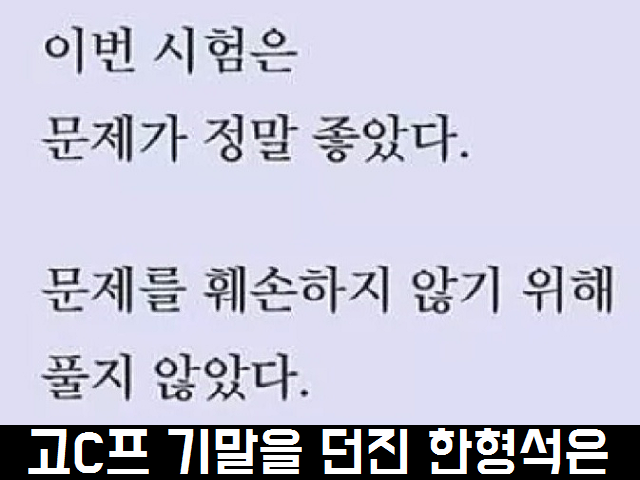 이번 시험은
문제가 정말 좋았다.
문제를 훼손하지 않기 위해
풀지 않았다.
고C프 기말을 던진 한형석은